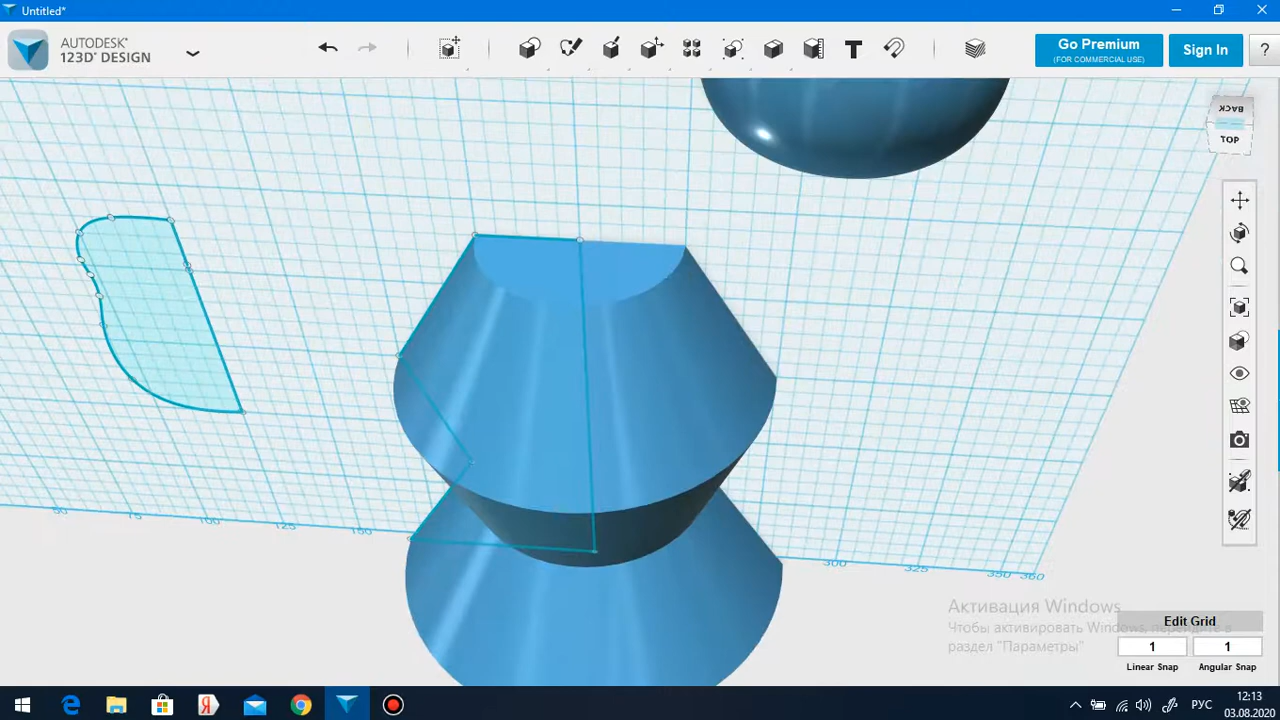 Untitled*
AUTODESK®
123D® DESIGN
Go Premium
(FOR COMMERCIAL USE)
Sign In
?
BACK
TOP
50
75
100
125
150
300
325
350
360
Активация Windows
Чтобы активировать Windows, перейдите в
раздел "Параметры"
Edit Grid
1
1
Linear Snap
Angular Snap
T
РУС
12:13
03.08.2020